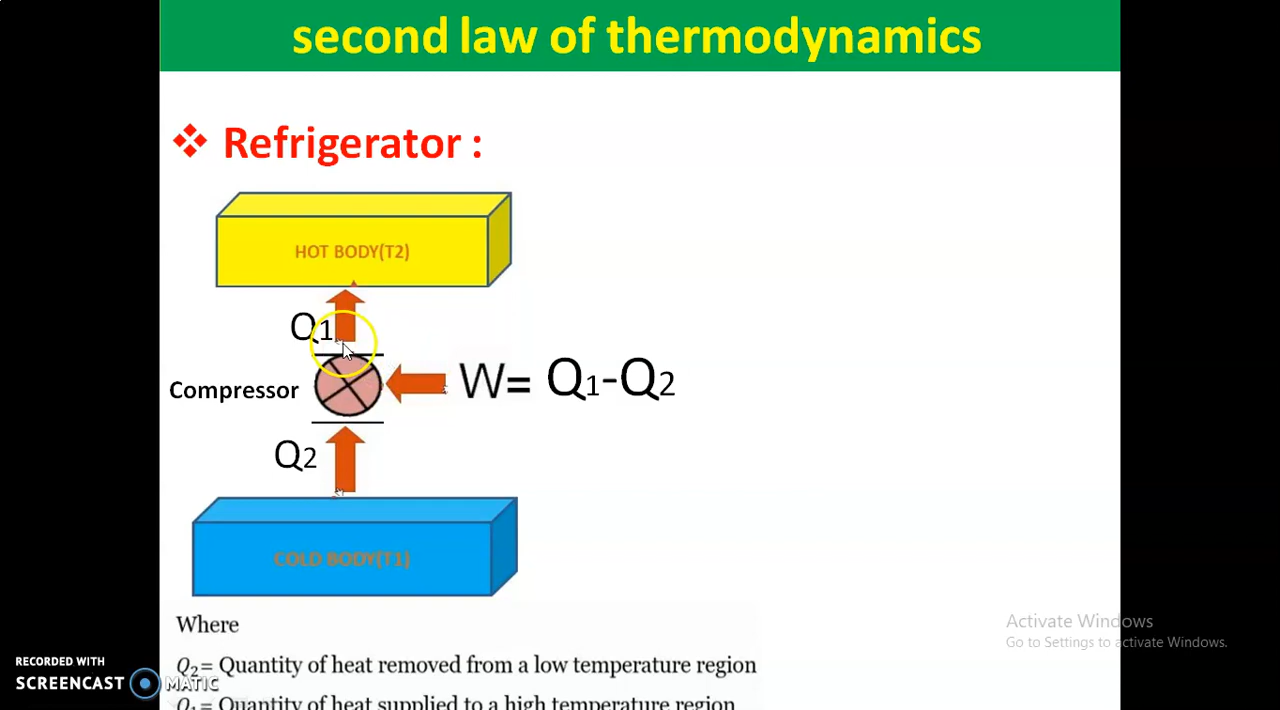 second law of thermodynamics
❖ Refrigerator :
HOT BODY(T2)
Q1
Compressor
W= Q1-Q2
Q2
COLD BODY(T1)
Where
Q2= Quantity of heat removed from a low temperature region
Q1= Quantity of heat supplied to a high temperature region
Activate Windows
Go to Settings to activate Windows.
RECORDED WITH
SCREENCAST MATIC